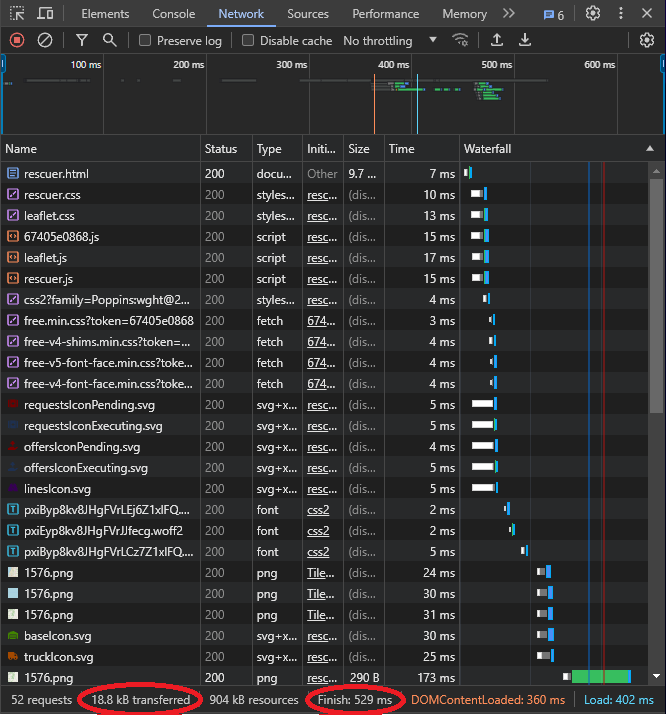 Elements Console Network Sources Performance Memory 6
Preserve log Disable cache No throttling
100 ms 200 ms 300 ms 400 ms 500 ms 600 ms
Name Status Type Initi... Size Time Waterfall
rescuer.html 200 docu... Other 9.7 ... 7 ms
rescuer.css 200 styles... resc... (dis... 10 ms
leaflet.css 200 styles... resc... (dis... 13 ms
67405e0868.js 200 script resc... (dis... 15 ms
leaflet.js 200 script resc... (dis... 17 ms
rescuer.js 200 script resc... (dis... 15 ms
css2?family=Poppins:wght@2... 200 styles... resc... (dis... 4 ms
free.min.css?token=67405e0868 200 fetch 674... (dis... 3 ms
free-v4-shims.min.css?token=... 200 fetch 674... (dis... 4 ms
free-v5-font-face.min.css?toke... 200 fetch 674... (dis... 4 ms
free-v4-font-face.min.css?toke... 200 fetch 674... (dis... 4 ms
requestsIconPending.svg 200 svg+x... resc... (dis... 5 ms
requestsIconExecuting.svg 200 svg+x... resc... (dis... 5 ms
offersIconPending.svg 200 svg+x... resc... (dis... 4 ms
offersIconExecuting.svg 200 svg+x... resc... (dis... 5 ms
linesIcon.svg 200 svg+x... resc... (dis... 5 ms
pxiByp8kv8JHgFVrLEj6Z1xlFQ.... 200 font css2 (dis... 2 ms
pxiEyp8kv8JHgFVrJJfecg.woff2 200 font css2 (dis... 2 ms
pxiByp8kv8JHgFVrLCz7Z1xlFQ.... 200 font css2 (dis... 5 ms
1576.png 200 png Tile... (dis... 24 ms
1576.png 200 png Tile... (dis... 30 ms
1576.png 200 png Tile... (dis... 31 ms
baseIcon.svg 200 svg+x... resc... (dis... 30 ms
truckIcon.svg 200 svg+x... resc... (dis... 25 ms
1576.png 200 png resc... 290 B 173 ms
52 requests 18.8 kB transferred 904 kB resources Finish: 529 ms DOMContentLoaded: 360 ms Load: 402 ms